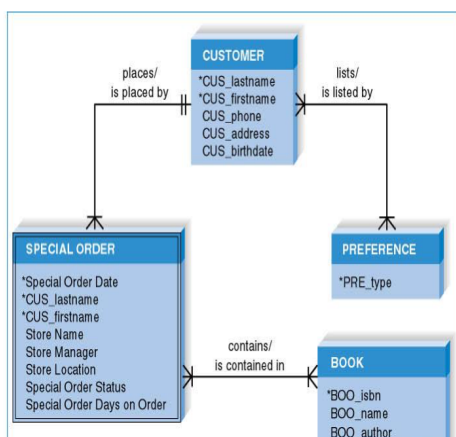 CUSTOMER
*CUS_lastname
*CUS_firstname
CUS_phone
CUS_address
CUS_birthdate
places/
is placed by
lists/
is listed by
SPECIAL ORDER
*Special Order Date
*CUS_lastname
*CUS_firstname
Store Name
Store Manager
Store Location
Special Order Status
Special Order Days on Order
PREFERENCE
*PRE_type
contains/
is contained in
BOOK
*BOO_isbn
BOO_name
BOO_author